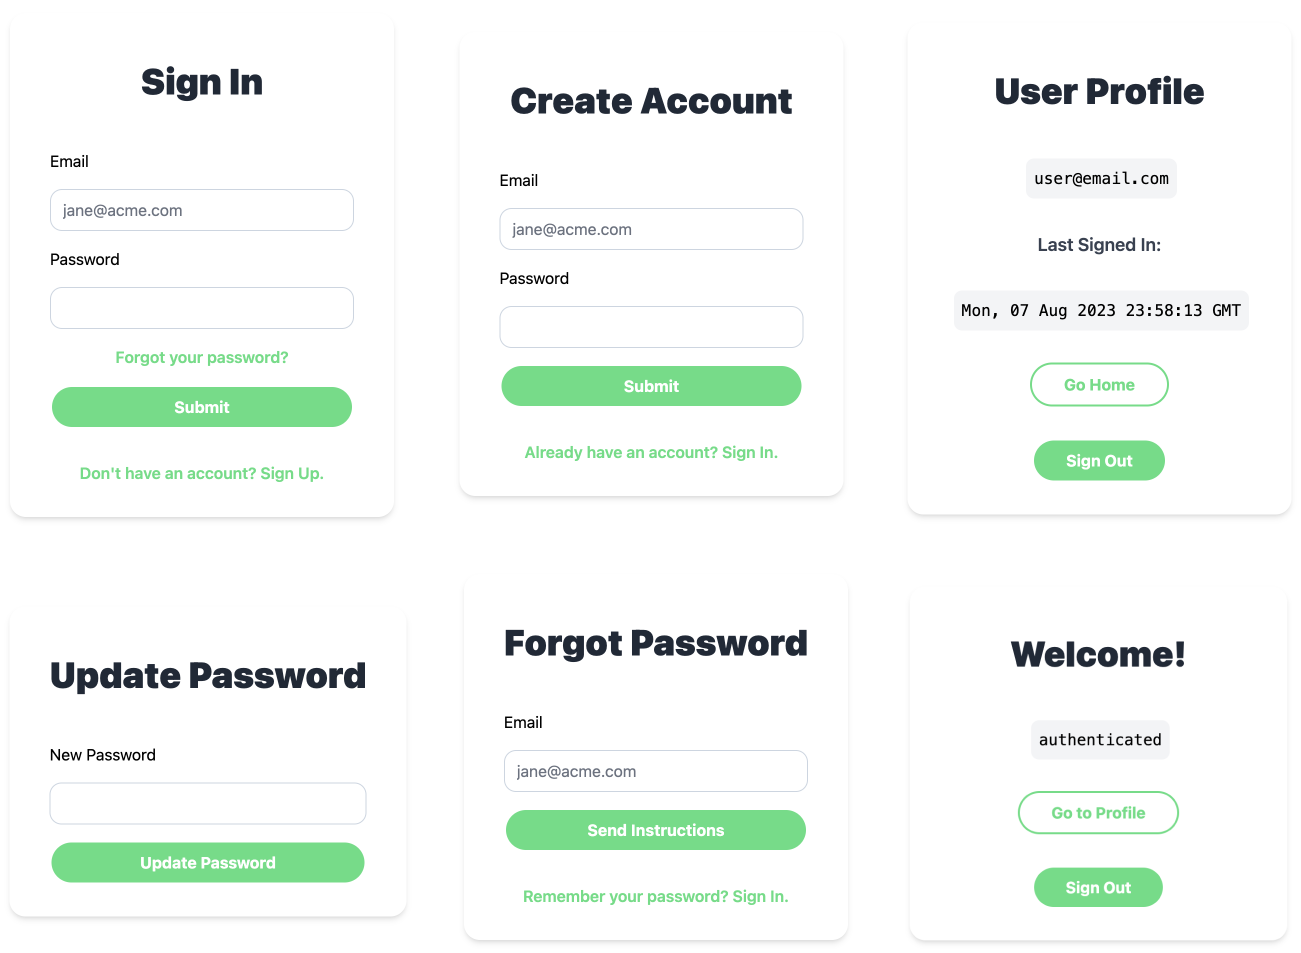 Sign In
Email
jane@acme.com
Password
Forgot your password?
Submit
Don't have an account? Sign Up.
Create Account
Email
jane@acme.com
Password
Submit
Already have an account? Sign In.
User Profile
user@email.com
Last Signed In:
Mon, 07 Aug 2023 23:58:13 GMT
Go Home
Sign Out
Update Password
New Password
Update Password
Forgot Password
Email
jane@acme.com
Send Instructions
Remember your password? Sign In.
Welcome!
authenticated
Go to Profile
Sign Out